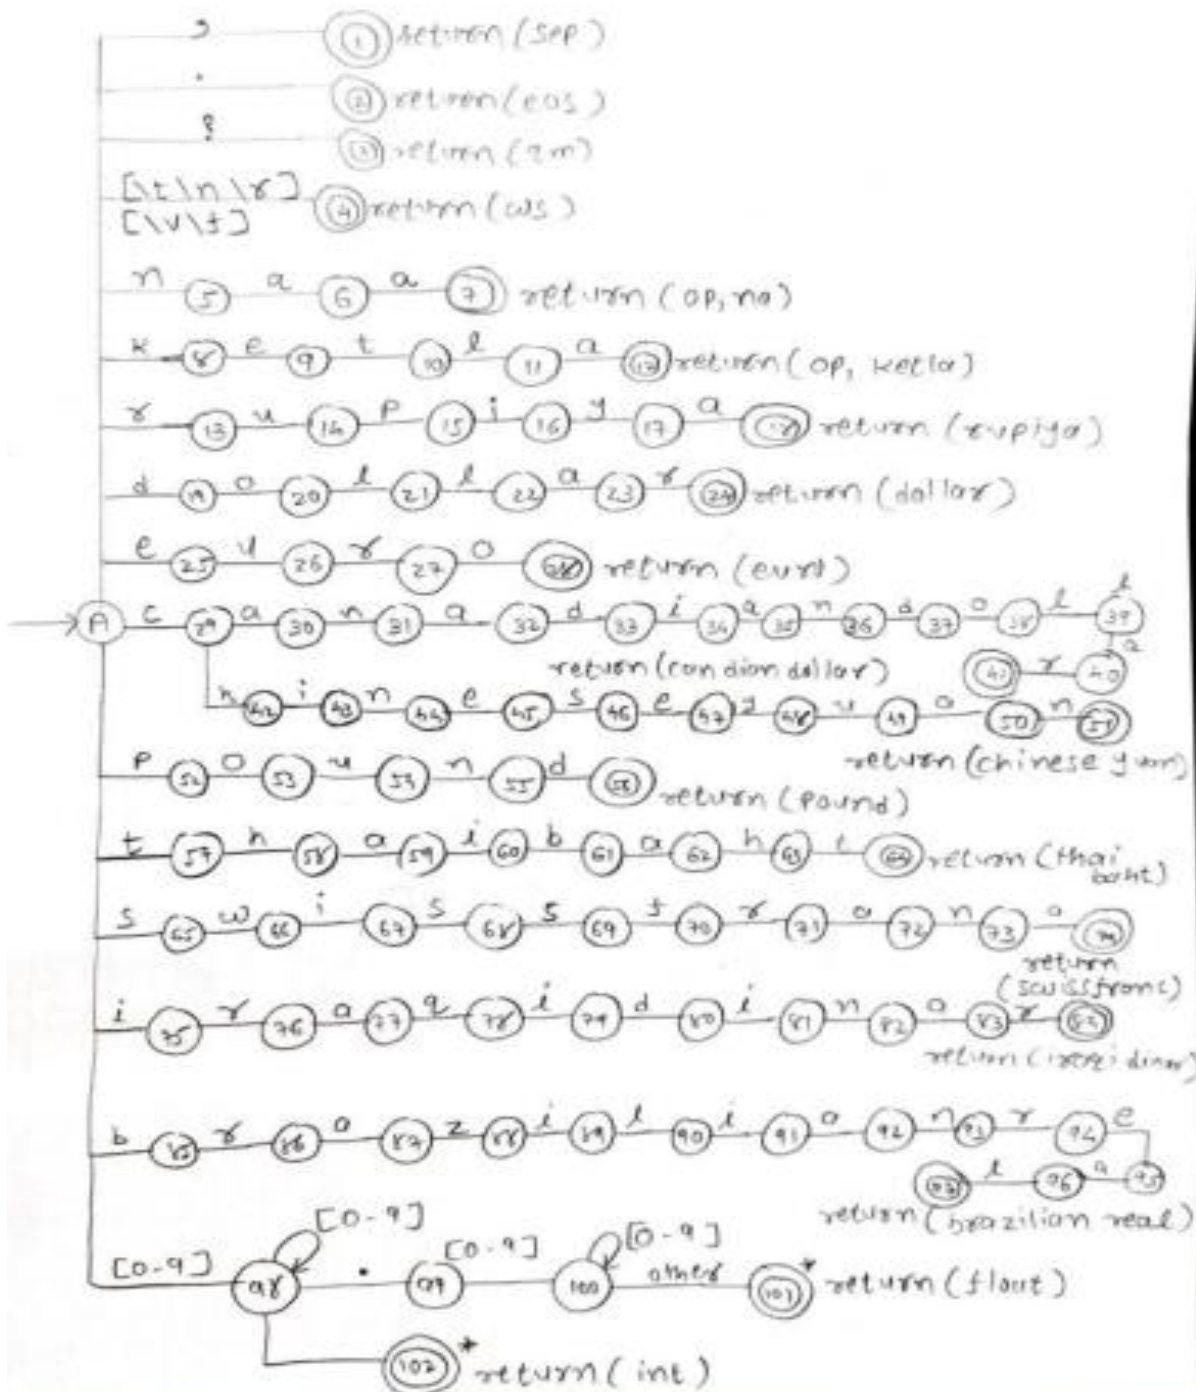 , 1 return(sep)
. 2 return(eos)
? 3 return(qm)
[\t\n\r]
[\v\f] 4 return(ws)
n 5 a 6 a 7 return(op, na)
k 8 e 9 t 10 l 11 a 12 return(op, ketla)
r 13 u 14 p 15 i 16 y 17 a 18 return(rupiya)
d 19 o 20 l 21 l 22 a 23 r 24 return(dollar)
e 25 u 26 r 27 o 28 return
A c 29 a 30 n 31 a 32 d 33 i 34 a 35 n 36 d 37 o 38 l 39
l
a
41 r 40
return(candian dollar)
h 42 i 43 n 44 e 45 s 46 e 47 y 48 u 49 a 50 n 51
return(chinese yuan)
p 52 o 53 u 54 n 55 d 56
return(pound)
t 57 h 58 a 59 i 60 b 61 a 62 h 63 t 64 return(thai
baht)
s 65 w 66 i 67 s 68 s 69 f 70 r 71 a 72 n 73 74
return
(swissfranc)
i 75 r 76 a 77 q 78 i 79 d 80 i 81 n 82 a 83 r
return(iraqi dinar)
b 85 r 86 a 87 z 88 i 89 l 90 i 91 a 92 n 93 r 94 e
97 l 96 a 95
return(brazilian real)
[0-9]
[0-9] [0-9]
[0-9] 98 . 99 100 other 101 * return(float)
102 * return(int)